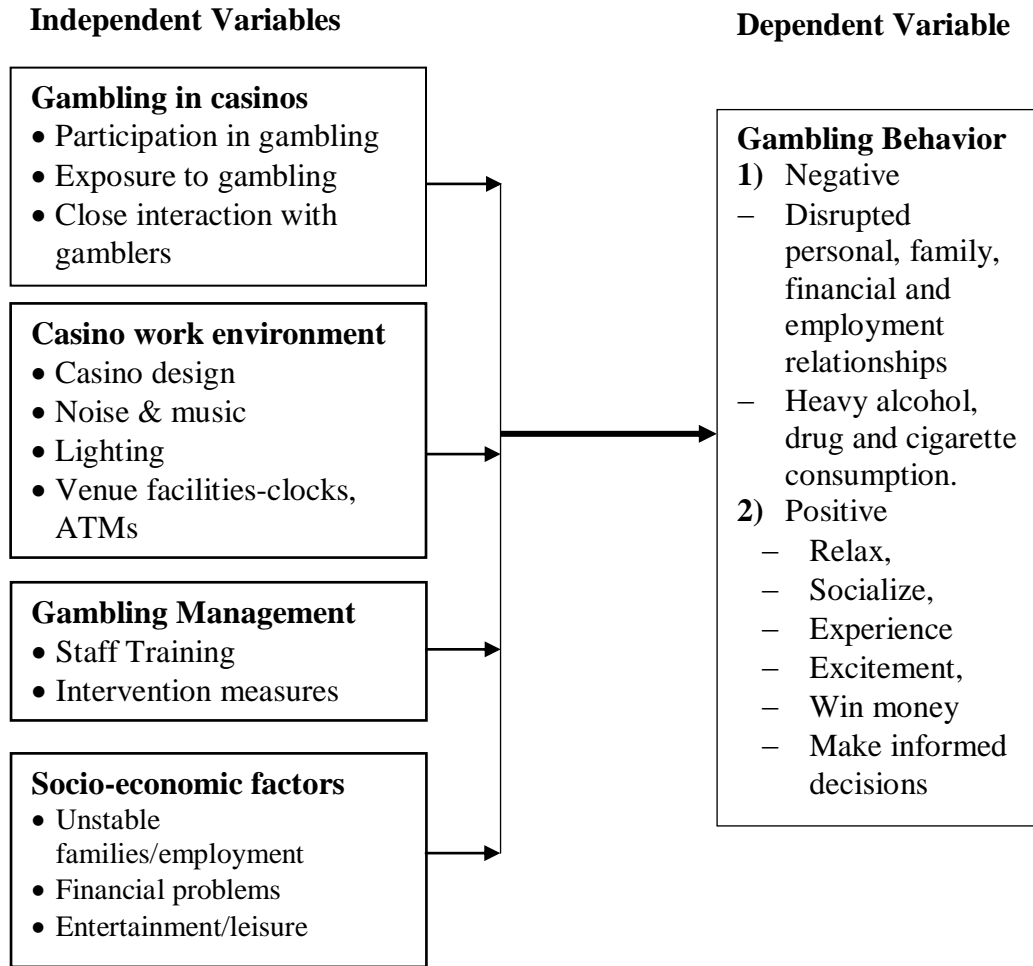 Independent Variables
Dependent Variable
Gambling in casinos
• Participation in gambling
• Exposure to gambling
• Close interaction with
gamblers
Casino work environment
• Casino design
• Noise & music
• Lighting
• Venue facilities-clocks,
ATMs
Gambling Management
• Staff Training
• Intervention measures
Socio-economic factors
• Unstable
families/employment
• Financial problems
• Entertainment/leisure
Gambling Behavior
1) Negative
– Disrupted
personal, family,
financial and
employment
relationships
– Heavy alcohol,
drug and cigarette
consumption.
2) Positive
– Relax,
– Socialize,
– Experience
– Excitement,
– Win money
– Make informed
decisions